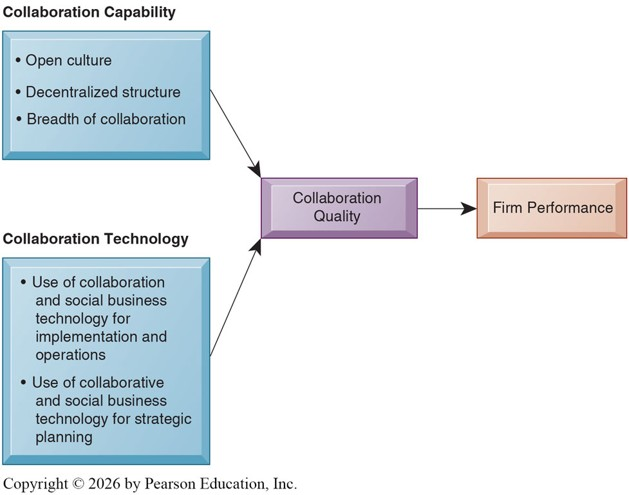 Collaboration Capability
• Open culture
• Decentralized structure
• Breadth of collaboration
Collaboration
Quality
Firm Performance
Collaboration Technology
• Use of collaboration
and social business
technology for
implementation and
operations
• Use of collaborative
and social business
technology for strategic
planning
Copyright © 2026 by Pearson Education, Inc.